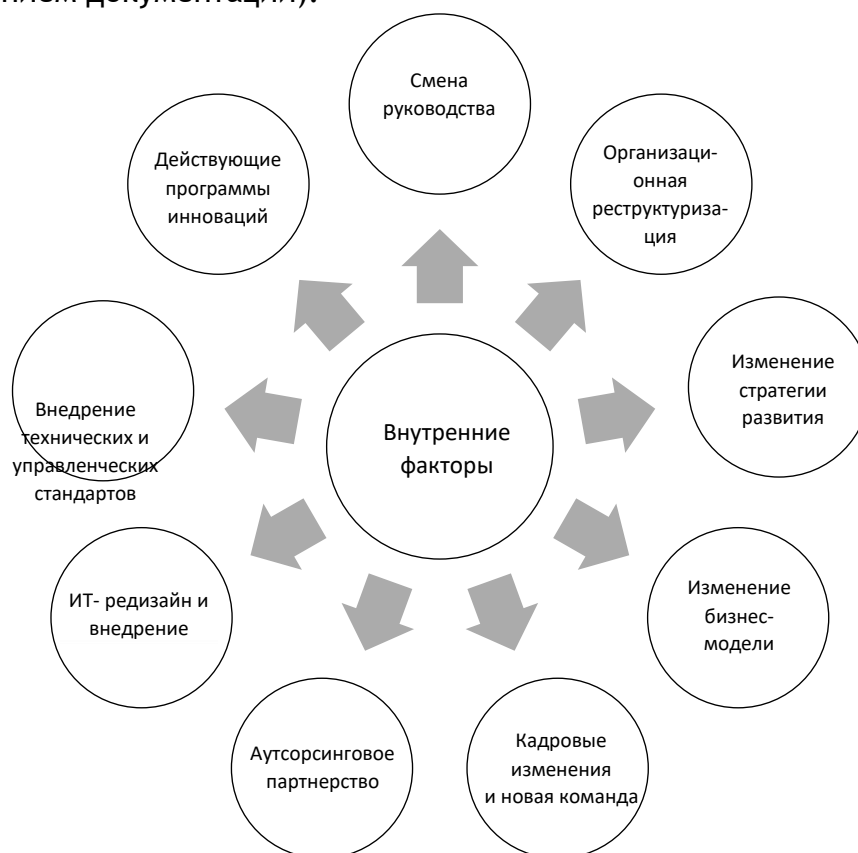 документация).
Смена
руководства
Организаци-
онная
реструктуриза-
ция
Изменение
стратегии
развития
Изменение
бизнес-
модели
Кадровые
изменения
и новая команда
Аутсорсинговое
партнерство
ИТ- редизайн и
внедрение
Внедрение
технических и
управленческих
стандартов
Действующие
программы
инноваций
Внутренние
факторы